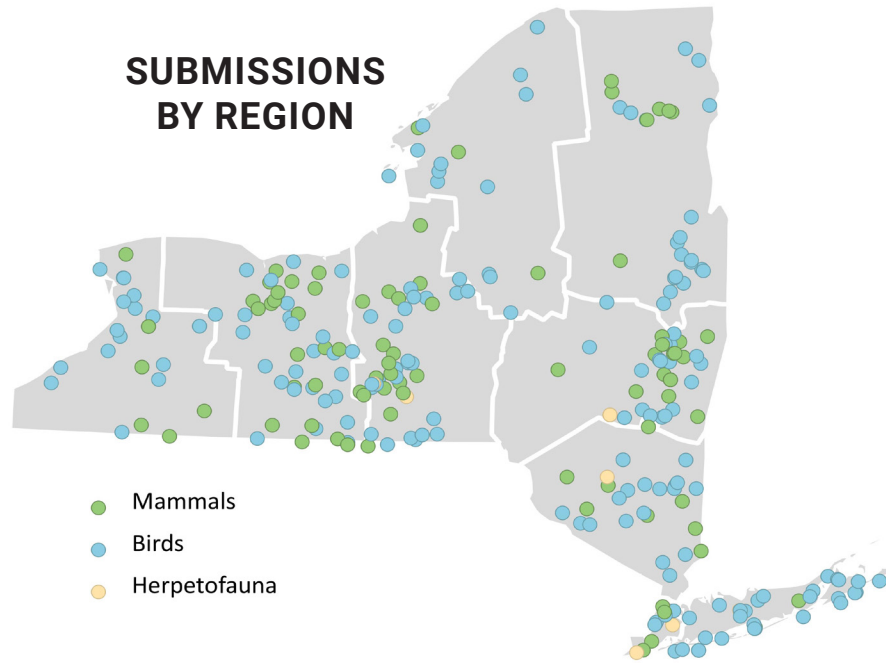 SUBMISSIONS
BY REGION
Mammals
Birds
Herpetofauna